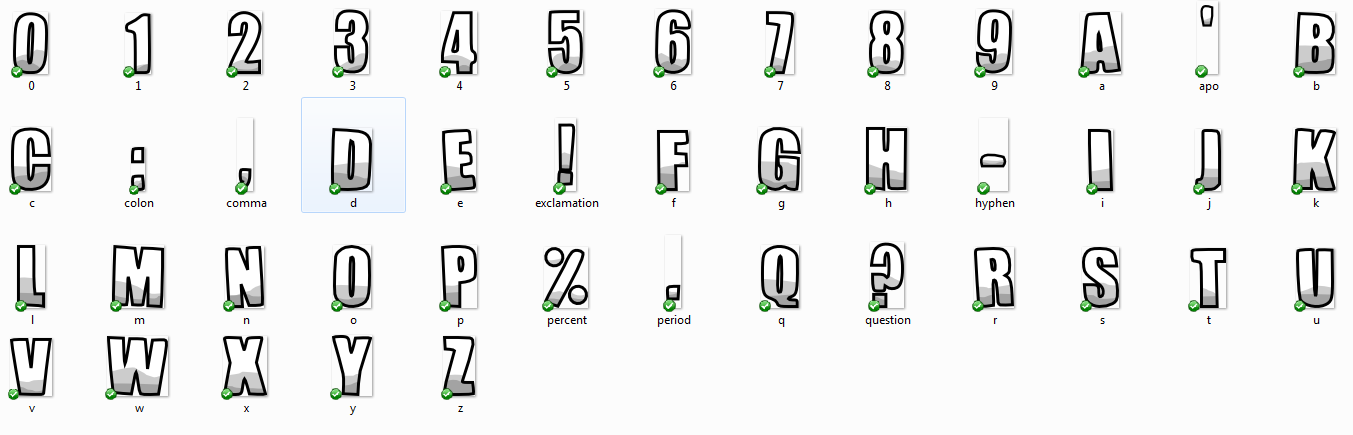 0 1 2 3 4 5 6 7 8 9 A ' B
0 1 2 3 4 5 6 7 8 9 a apo b
C : , D E ! F G H - I J K
c colon comma d e exclamation f g h hyphen i j k
L M N O P % . Q ? R S T U
l m n o p percent period q question r s t u
V W X Y Z
v w x y z